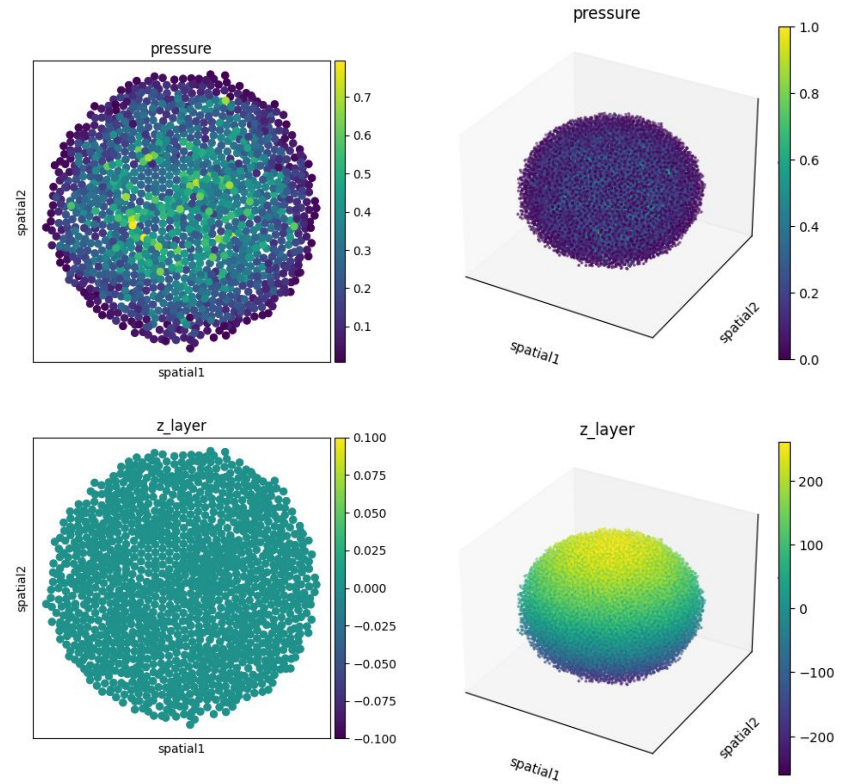 pressure
spatial2
spatial1
0.7
0.6
0.5
0.4
0.3
0.2
0.1
pressure
spatial1
spatial2
1.0
0.8
0.6
0.4
0.2
0.0
z_layer
spatial2
spatial1
0.100
0.075
0.050
0.025
0.000
−0.025
−0.050
−0.075
−0.100
z_layer
spatial1
spatial2
200
100
0
−100
−200